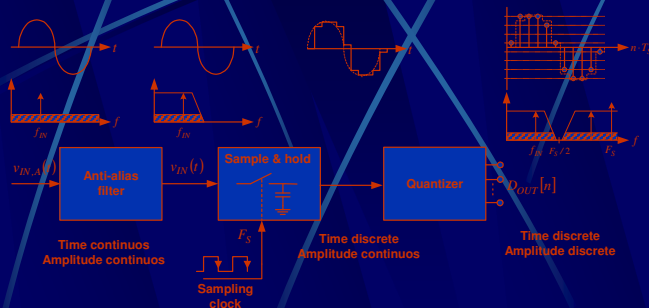 t
t
t
n·T
f
f_IN
f
f_IN
f
f_IN
F_S/2
F_S
v_IN,A(t)
Anti-alias
filter
v_IN(t)
Sample & hold
Quantizer
D_OUT[n]
F_S
Time continuos
Amplitude continuos
Time discrete
Amplitude continuos
Time discrete
Amplitude discrete
Sampling
clock